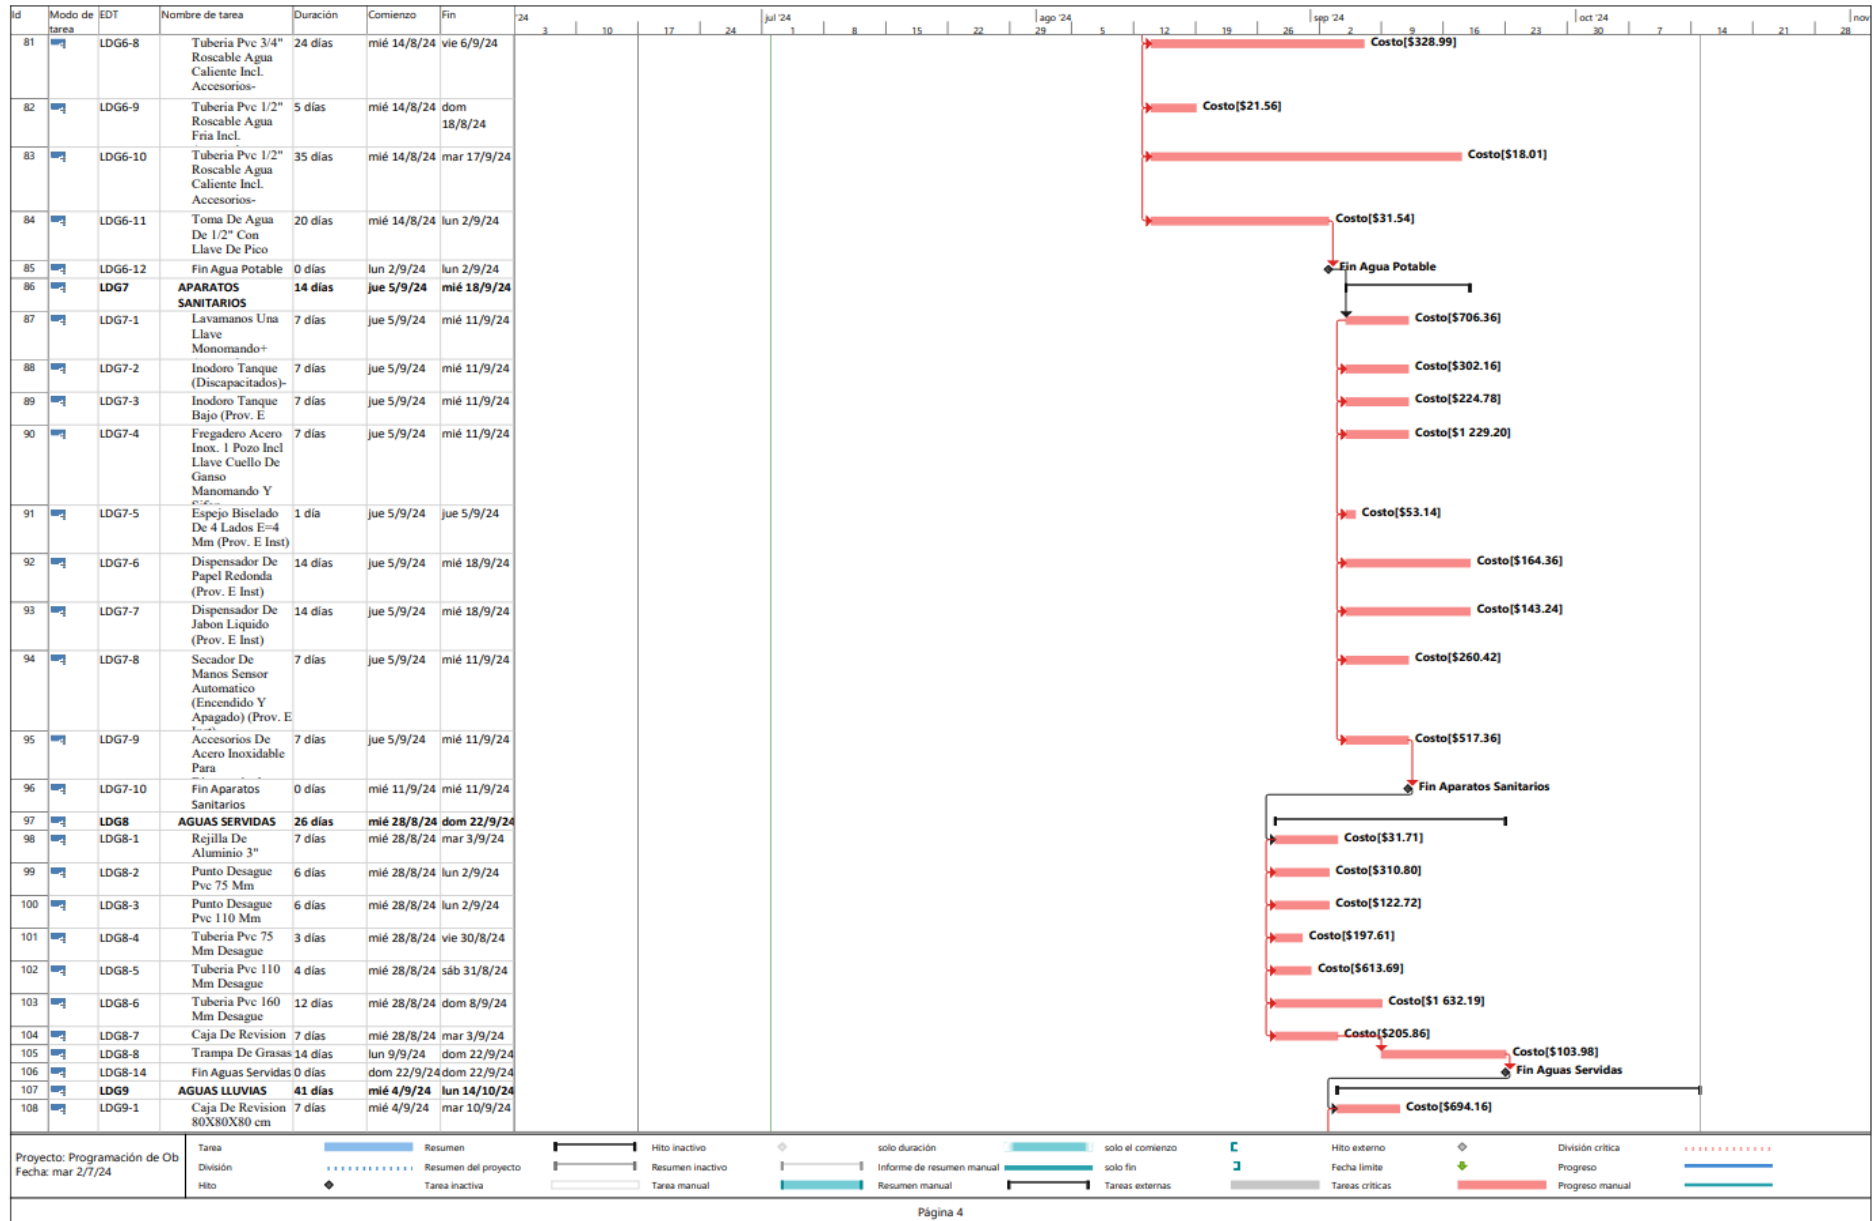 Id Modo de tarea EDT Nombre de tarea Duración Comienzo Fin
'24 jul '24 ago '24 sep '24 oct '24 nov
3 10 17 24 1 8 15 22 29 5 12 19 26 2 9 16 23 30 7 14 21 28
81 LDG6-8 Tuberia Pvc 3/4" 24 días mié 14/8/24 vie 6/9/24 Costo[$328.99]
Roscable Agua
Caliente Incl.
Accesorios-
82 LDG6-9 Tuberia Pvc 1/2" 5 días mié 14/8/24 dom 18/8/24 Costo[$21.56]
Roscable Agua
Fria Incl.
83 LDG6-10 Tuberia Pvc 1/2" 35 días mié 14/8/24 mar 17/9/24 Costo[$18.01]
Roscable Agua
Caliente Incl.
Accesorios-
84 LDG6-11 Toma De Agua 20 días mié 14/8/24 lun 2/9/24 Costo[$31.54]
De 1/2" Con
Llave De Pico
85 LDG6-12 Fin Agua Potable 0 días lun 2/9/24 lun 2/9/24 Fin Agua Potable
86 LDG7 APARATOS 14 días jue 5/9/24 mié 18/9/24
SANITARIOS
87 LDG7-1 Lavamanos Una 7 días jue 5/9/24 mié 11/9/24 Costo[$706.36]
Llave
Monomando+
88 LDG7-2 Inodoro Tanque 7 días jue 5/9/24 mié 11/9/24 Costo[$302.16]
(Discapacitados)-
89 LDG7-3 Inodoro Tanque 7 días jue 5/9/24 mié 11/9/24 Costo[$224.78]
Bajo (Prov. E
90 LDG7-4 Fregadero Acero 7 días jue 5/9/24 mié 11/9/24 Costo[$1 229.20]
Inox. 1 Pozo Incl
Llave Cuello De
Ganso
Manomando Y
91 LDG7-5 Espejo Biselado 1 día jue 5/9/24 jue 5/9/24 Costo[$53.14]
De 4 Lados E=4
Mm (Prov. E Inst)
92 LDG7-6 Dispensador De 14 días jue 5/9/24 mié 18/9/24 Costo[$164.36]
Papel Redonda
(Prov. E Inst)
93 LDG7-7 Dispensador De 14 días jue 5/9/24 mié 18/9/24 Costo[$143.24]
Jabon Liquido
(Prov. E Inst)
94 LDG7-8 Secador De 7 días jue 5/9/24 mié 11/9/24 Costo[$260.42]
Manos Sensor
Automatico
(Encendido Y
Apagado) (Prov. E
95 LDG7-9 Accesorios De 7 días jue 5/9/24 mié 11/9/24 Costo[$517.36]
Acero Inoxidable
Para
96 LDG7-10 Fin Aparatos 0 días mié 11/9/24 mié 11/9/24 Fin Aparatos Sanitarios
Sanitarios
97 LDG8 AGUAS SERVIDAS 26 días mié 28/8/24 dom 22/9/24
98 LDG8-1 Rejilla De 7 días mié 28/8/24 mar 3/9/24 Costo[$31.71]
Aluminio 3"
99 LDG8-2 Punto Desague 6 días mié 28/8/24 lun 2/9/24 Costo[$310.80]
Pvc 75 Mm
100 LDG8-3 Punto Desague 6 días mié 28/8/24 lun 2/9/24 Costo[$122.72]
Pvc 110 Mm
101 LDG8-4 Tuberia Pvc 75 3 días mié 28/8/24 vie 30/8/24 Costo[$197.61]
Mm Desague
102 LDG8-5 Tuberia Pvc 110 4 días mié 28/8/24 sáb 31/8/24 Costo[$613.69]
Mm Desague
103 LDG8-6 Tuberia Pvc 160 12 días mié 28/8/24 dom 8/9/24 Costo[$1 632.19]
Mm Desague
104 LDG8-7 Caja De Revision 7 días mié 28/8/24 mar 3/9/24 Costo[$205.86]
105 LDG8-8 Trampa De Grasas 14 días lun 9/9/24 dom 22/9/24 Costo[$103.98]
106 LDG8-14 Fin Aguas Servidas 0 días dom 22/9/24 dom 22/9/24 Fin Aguas Servidas
107 LDG9 AGUAS LLUVIAS 41 días mié 4/9/24 lun 14/10/24
108 LDG9-1 Caja De Revision 7 días mié 4/9/24 mar 10/9/24 Costo[$694.16]
80X80X80 cm
Proyecto: Programación de Ob
Fecha: mar 2/7/24
Tarea Resumen Hito inactivo solo duración solo el comienzo Hito externo División crítica
División Resumen del proyecto Resumen inactivo Informe de resumen manual solo fin Fecha límite Progreso
Hito Tarea inactiva Tarea manual Resumen manual Tareas externas Tareas críticas Progreso manual
Página 4